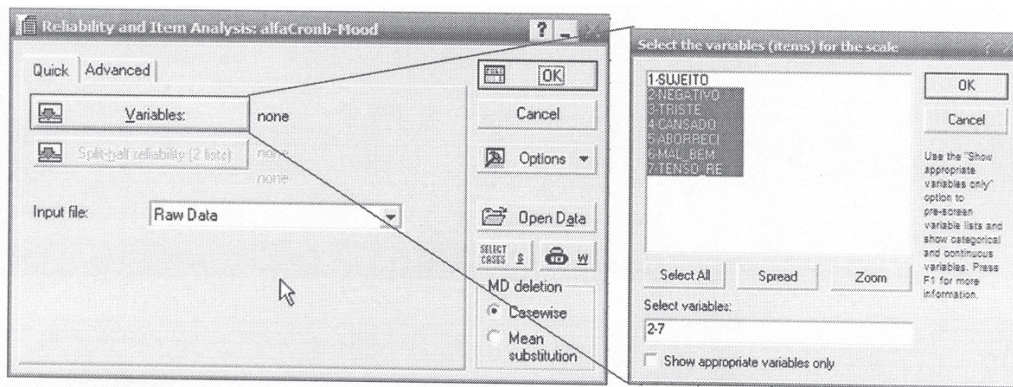 Reliability and Item Analysis: alfaCronb-Mood
Quick
Advanced
Variables:
none
Split-half reliability (2 lists)
none
none
Input file:
Raw Data
OK
Cancel
Options
Open Data
SELECT CASES
S
W
MD deletion
Casewise
Mean
substitution
Select the variables (items) for the scale
1-SUJEITO
2-NEGATIVO
3-TRISTE
4-CANSADO
5-ABORRECI
6-MAL_BEM
7-TENSO_RE
OK
Cancel
Use the "Show
appropriate
variables only"
option to
pre-screen
variable lists and
show categorical
and continuous
variables. Press
F1 for more
information.
Select All
Spread
Zoom
Select variables:
2-7
Show appropriate variables only